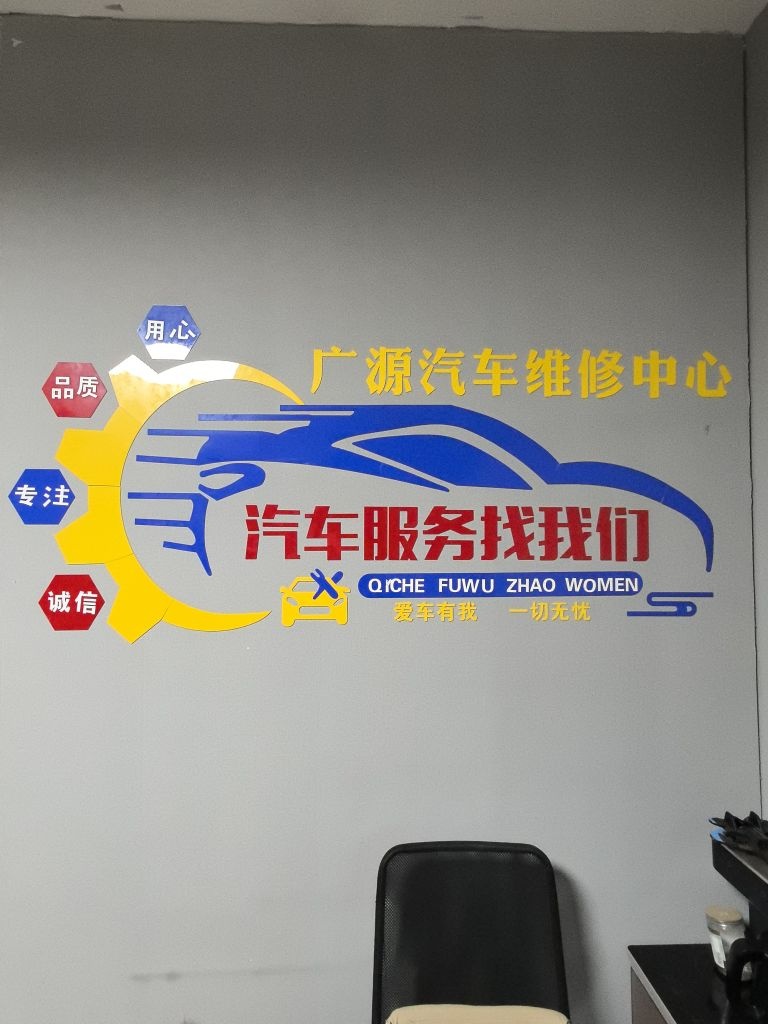 用心
品质
专注
诚信
广源汽车维修中心
汽车服务找我们
QICHE FUWU ZHAO WOMEN
爱车有我 一切无忧